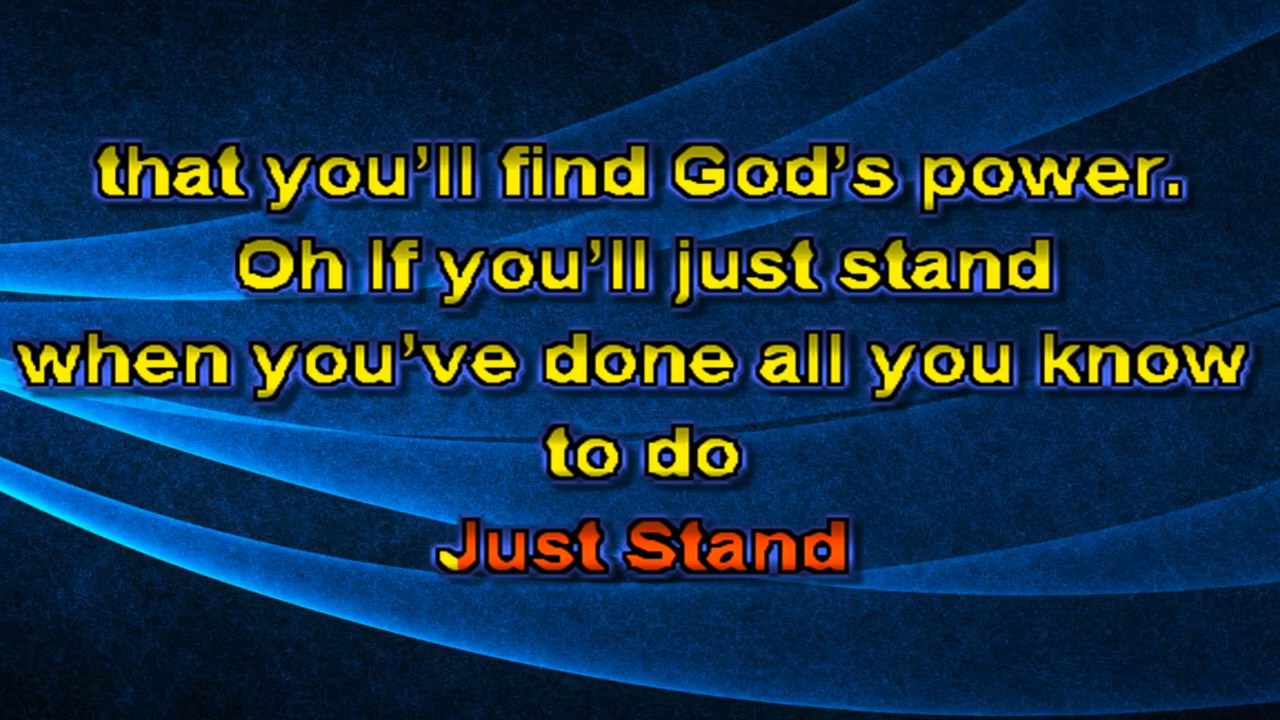 that you’ll find God’s power.
Oh If you’ll just stand
when you’ve done all you know
to do
Just Stand